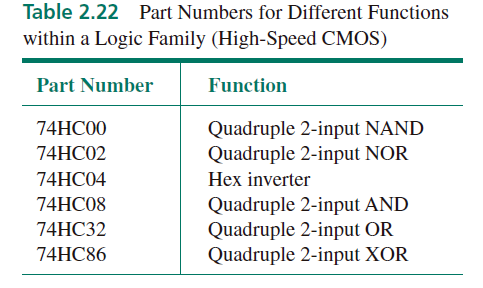 Table 2.22 Part Numbers for Different Functions
within a Logic Family (High-Speed CMOS)
Part Number Function
74HC00 Quadruple 2-input NAND
74HC02 Quadruple 2-input NOR
74HC04 Hex inverter
74HC08 Quadruple 2-input AND
74HC32 Quadruple 2-input OR
74HC86 Quadruple 2-input XOR